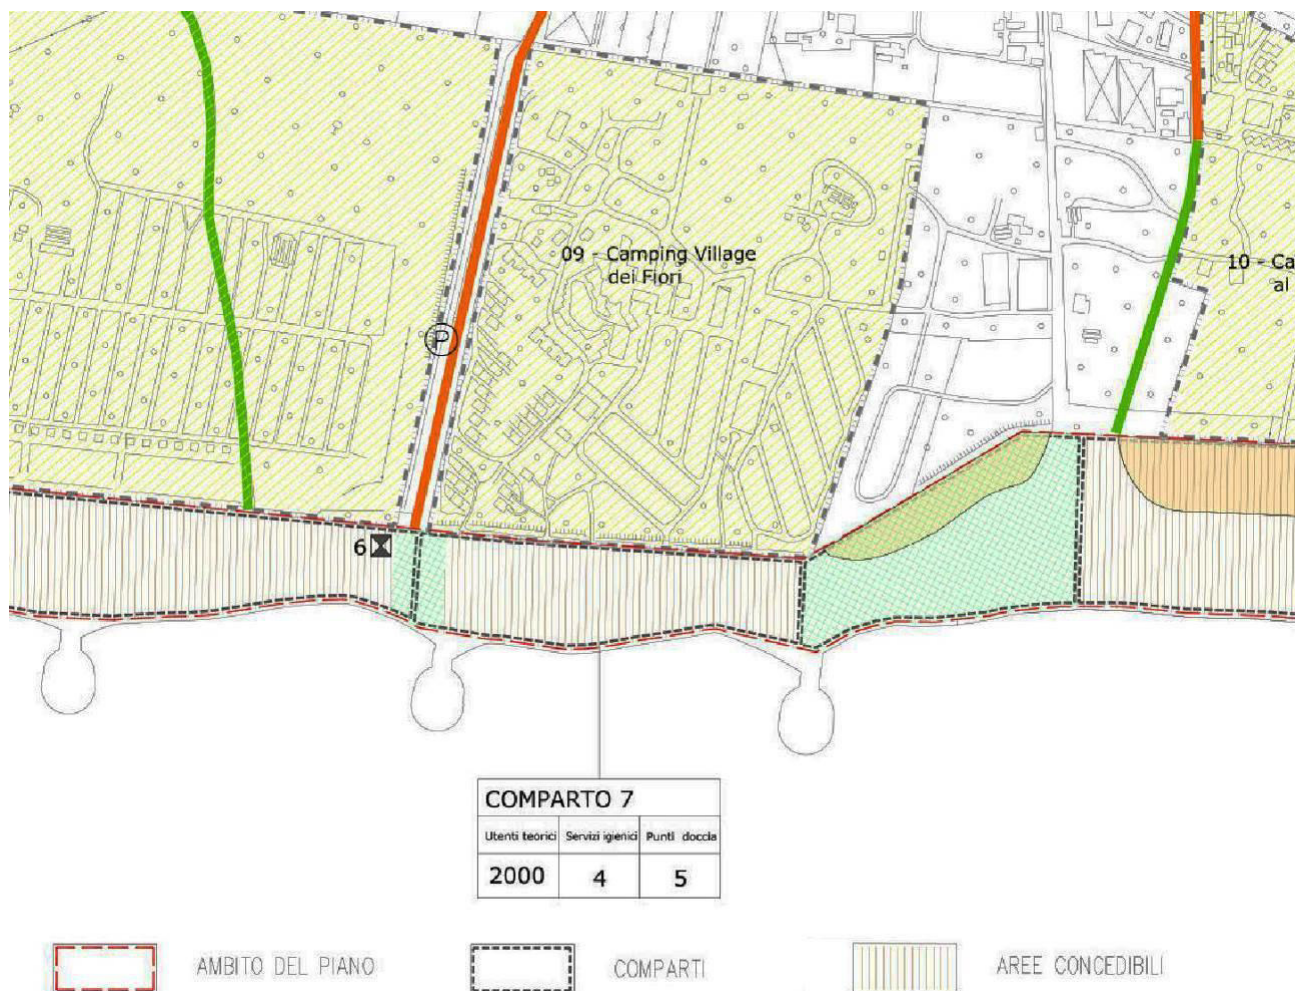 09 - Camping Village
dei Fiori
10 - Ca
al
P
6
COMPARTO 7
Utenti teorici Servizi igienici Punti doccia
2000 4 5
AMBITO DEL PIANO
COMPARTI
AREE CONCEDIBILI